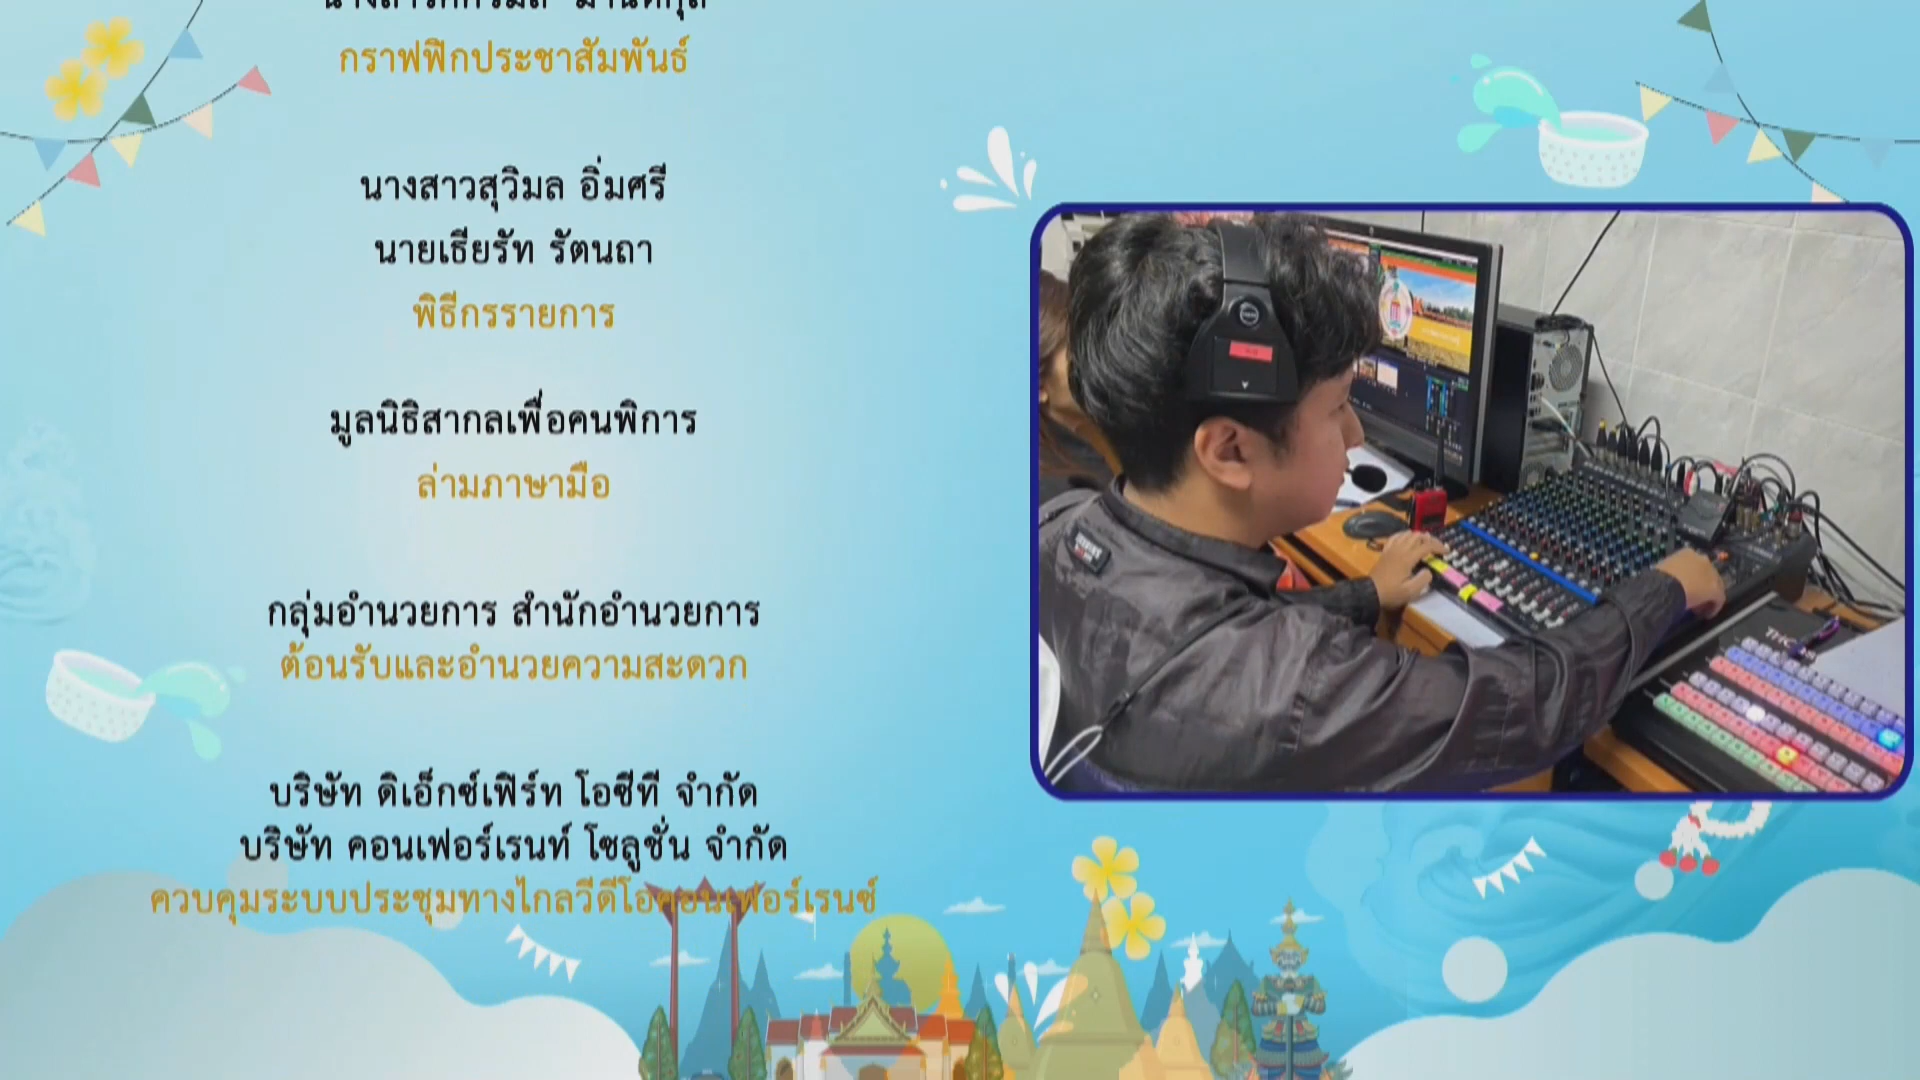 กราฟฟิกประชาสัมพันธ์
นางสาวสุวิมล อิ่มศรี
นายเธียรัท รัตนถา
พิธีกรรายการ
มูลนิธิสากลเพื่อคนพิการ
ล่ามภาษามือ
กลุ่มอำนวยการ สำนักอำนวยการ
ต้อนรับและอำนวยความสะดวก
บริษัท ดิเอ็กซ์เฟิร์ท โอซีที จำกัด
บริษัท คอนเฟอร์เรนท์ โซลูชั่น จำกัด
ควบคุมระบบประชุมทางไกลวีดีโอคอนเฟอร์เรนซ์